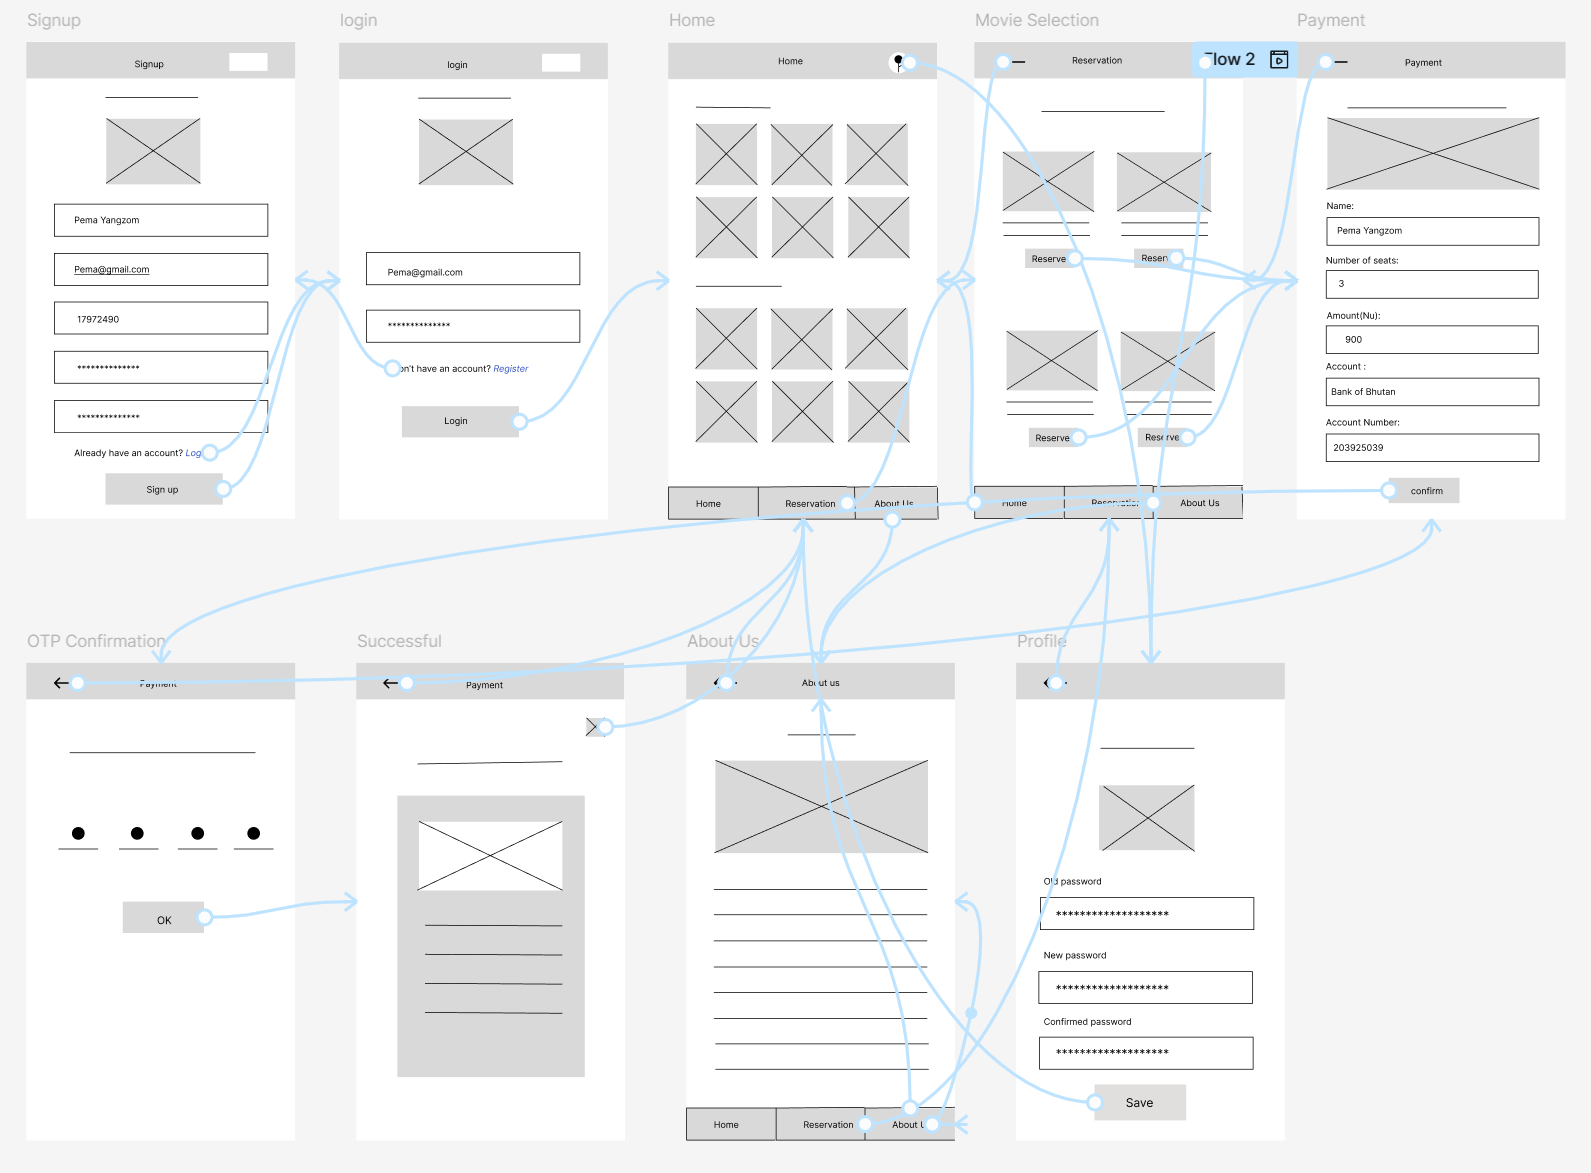 Signup
login
Home
Movie Selection
Payment
Signup
login
Home
Reservation
Flow 2
Payment
Pema Yangzom
Pema@gmail.com
17972490
**************
**************
Already have an account? Log
Sign up
Pema@gmail.com
**************
on't have an account? Register
Login
Home
Reservation
About Us
Reserve
Reserv
Reserve
Reserve
Home
Reservation
About Us
Name:
Pema Yangzom
Number of seats:
3
Amount(Nu):
900
Account :
Bank of Bhutan
Account Number:
203925039
confirm
OTP Confirmation
Successful
About Us
Profile
Payment
OK
Payment
About us
Home
Reservation
About U
Old password
*******************
New password
*******************
Confirmed password
*******************
Save